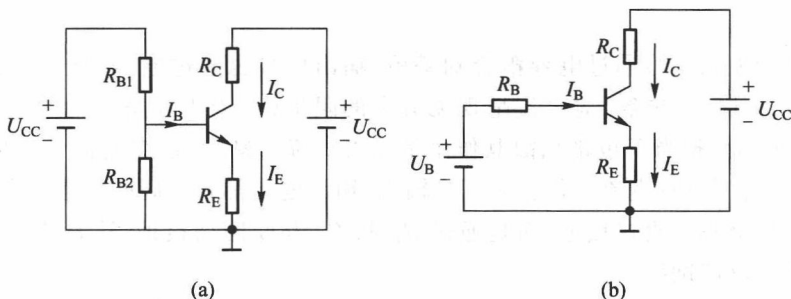 R_B1
R_C
I_C
I_B
+
U_CC
−
+
U_CC
−
R_B2
I_E
R_E
(a)
R_C
I_C
R_B
I_B
+
U_CC
−
+
U_B
−
I_E
R_E
(b)